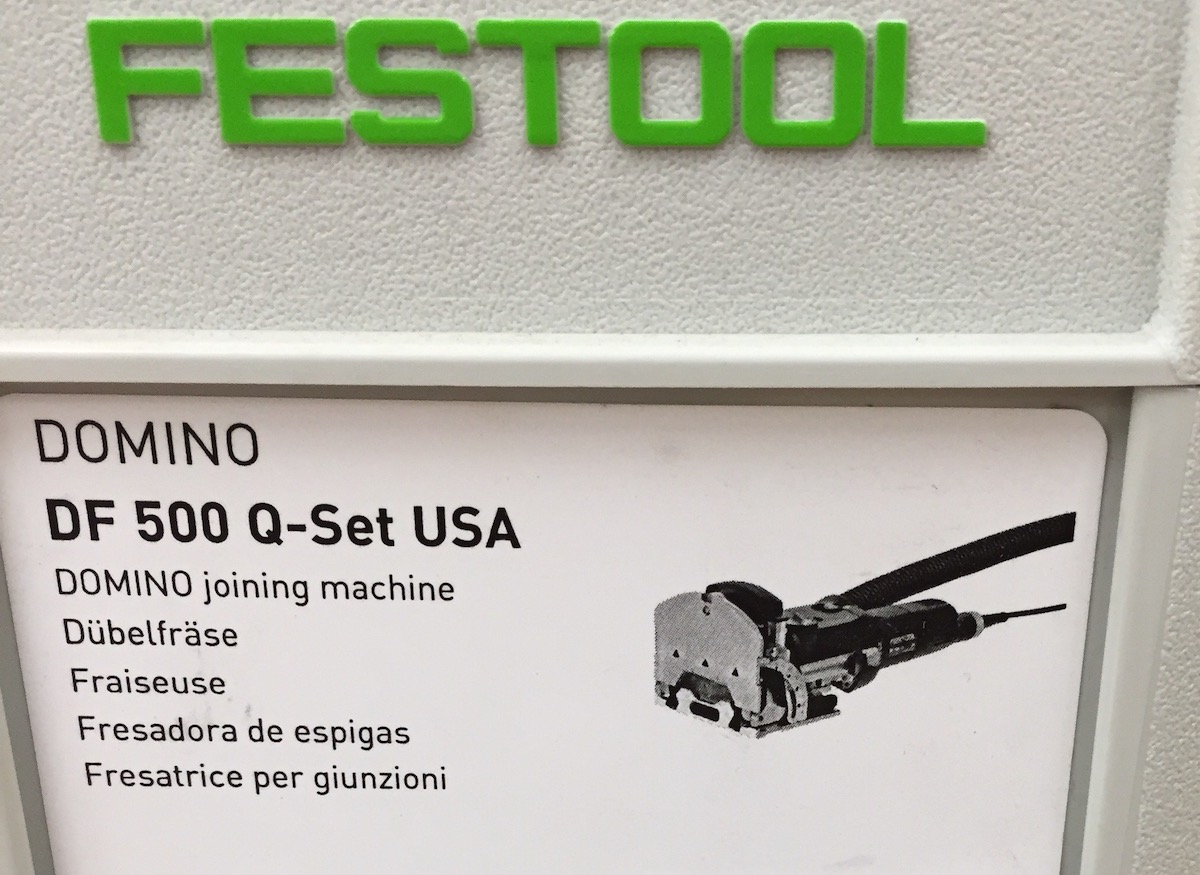 FESTOOL
DOMINO
DF 500 Q-Set USA
DOMINO joining machine
Dübelfräse
Fraiseuse
Fresadora de espigas
Fresatrice per giunzioni